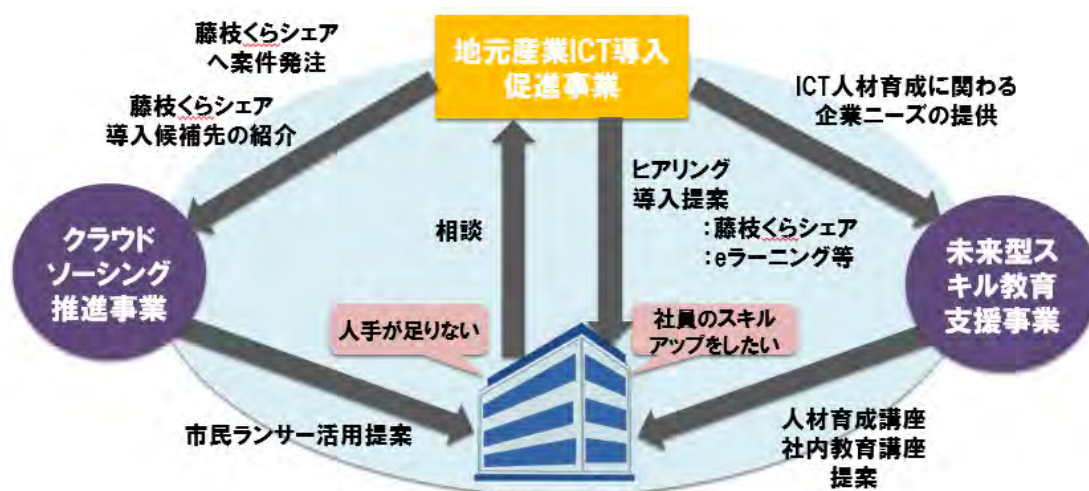 藤枝くらシェア
へ案件発注
地元産業ICT導入
促進事業
藤枝くらシェア
導入候補先の紹介
ICT人材育成に関わる
企業ニーズの提供
ヒアリング
導入提案
:藤枝くらシェア
:eラーニング等
相談
クラウド
ソーシング
推進事業
未来型ス
キル教育
支援事業
人手が足りない
社員のスキル
アップをしたい
市民ランサー活用提案
人材育成講座
社内教育講座
提案